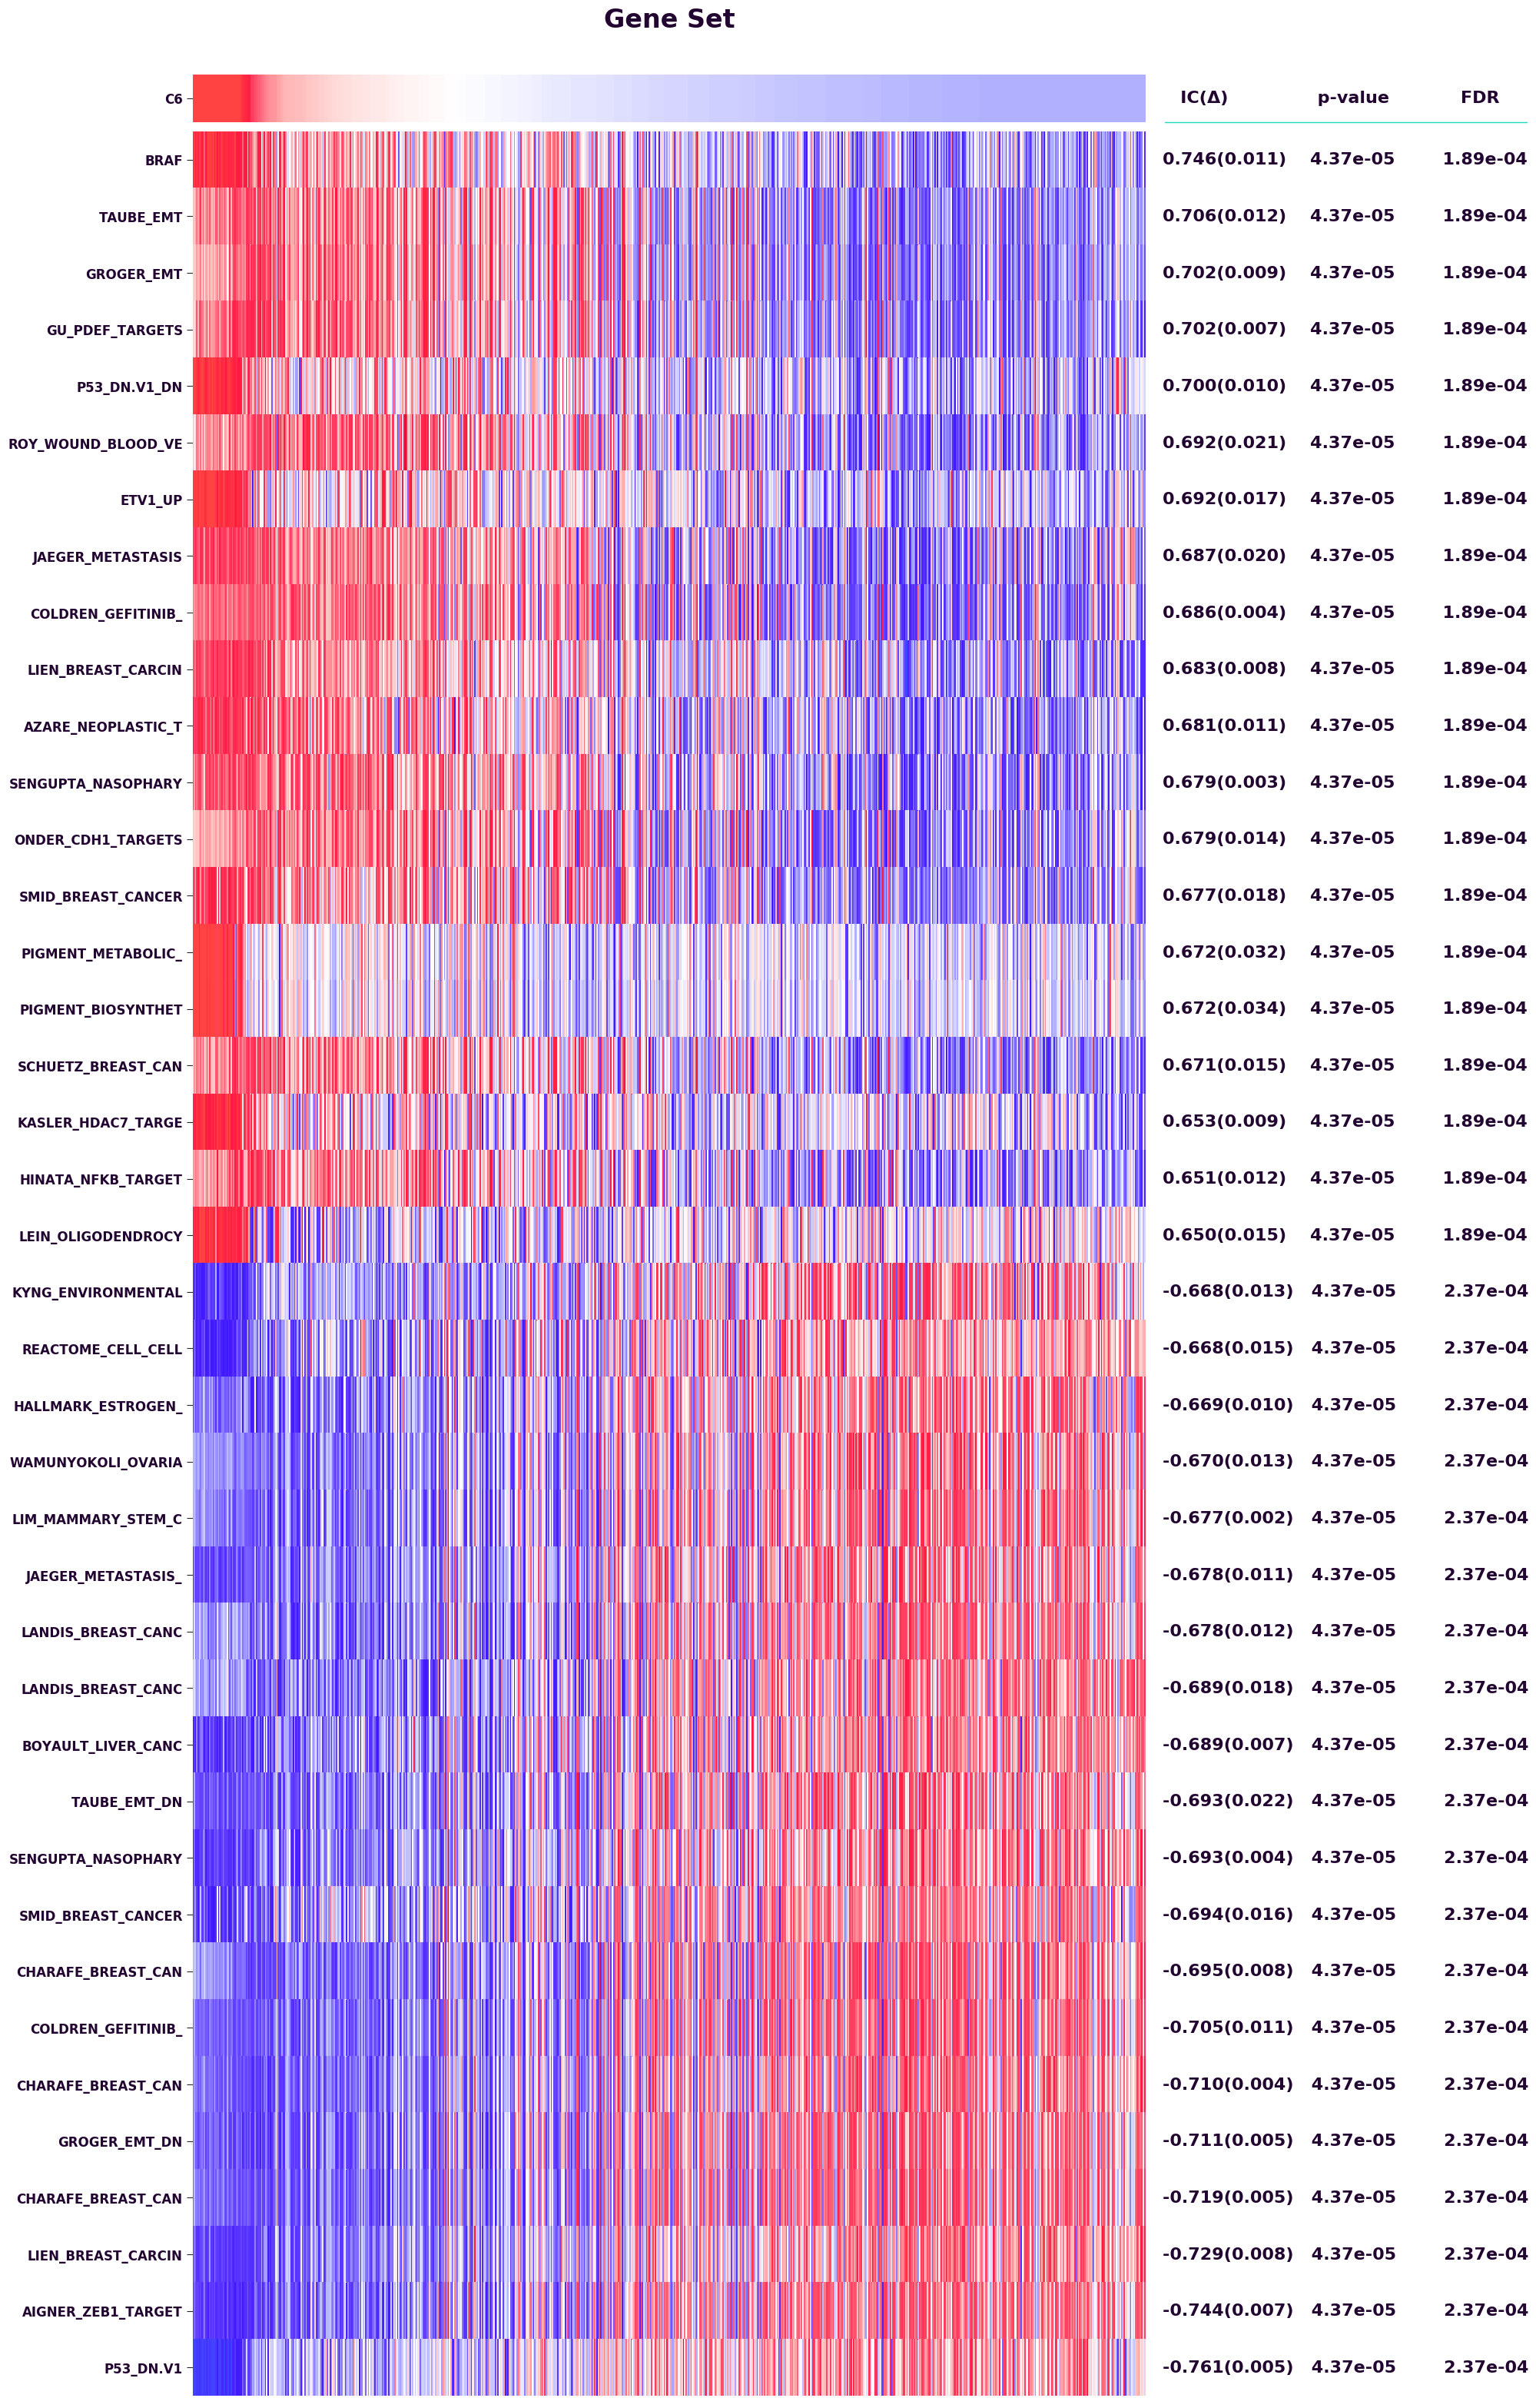 Gene Set
C6 IC(Δ) p-value FDR
BRAF 0.746(0.011) 4.37e-05 1.89e-04
TAUBE_EMT 0.706(0.012) 4.37e-05 1.89e-04
GROGER_EMT 0.702(0.009) 4.37e-05 1.89e-04
GU_PDEF_TARGETS 0.702(0.007) 4.37e-05 1.89e-04
P53_DN.V1_DN 0.700(0.010) 4.37e-05 1.89e-04
ROY_WOUND_BLOOD_VE 0.692(0.021) 4.37e-05 1.89e-04
ETV1_UP 0.692(0.017) 4.37e-05 1.89e-04
JAEGER_METASTASIS 0.687(0.020) 4.37e-05 1.89e-04
COLDREN_GEFITINIB_ 0.686(0.004) 4.37e-05 1.89e-04
LIEN_BREAST_CARCIN 0.683(0.008) 4.37e-05 1.89e-04
AZARE_NEOPLASTIC_T 0.681(0.011) 4.37e-05 1.89e-04
SENGUPTA_NASOPHARY 0.679(0.003) 4.37e-05 1.89e-04
ONDER_CDH1_TARGETS 0.679(0.014) 4.37e-05 1.89e-04
SMID_BREAST_CANCER 0.677(0.018) 4.37e-05 1.89e-04
PIGMENT_METABOLIC_ 0.672(0.032) 4.37e-05 1.89e-04
PIGMENT_BIOSYNTHET 0.672(0.034) 4.37e-05 1.89e-04
SCHUETZ_BREAST_CAN 0.671(0.015) 4.37e-05 1.89e-04
KASLER_HDAC7_TARGE 0.653(0.009) 4.37e-05 1.89e-04
HINATA_NFKB_TARGET 0.651(0.012) 4.37e-05 1.89e-04
LEIN_OLIGODENDROCY 0.650(0.015) 4.37e-05 1.89e-04
KYNG_ENVIRONMENTAL -0.668(0.013) 4.37e-05 2.37e-04
REACTOME_CELL_CELL -0.668(0.015) 4.37e-05 2.37e-04
HALLMARK_ESTROGEN_ -0.669(0.010) 4.37e-05 2.37e-04
WAMUNYOKOLI_OVARIA -0.670(0.013) 4.37e-05 2.37e-04
LIM_MAMMARY_STEM_C -0.677(0.002) 4.37e-05 2.37e-04
JAEGER_METASTASIS_ -0.678(0.011) 4.37e-05 2.37e-04
LANDIS_BREAST_CANC -0.678(0.012) 4.37e-05 2.37e-04
LANDIS_BREAST_CANC -0.689(0.018) 4.37e-05 2.37e-04
BOYAULT_LIVER_CANC -0.689(0.007) 4.37e-05 2.37e-04
TAUBE_EMT_DN -0.693(0.022) 4.37e-05 2.37e-04
SENGUPTA_NASOPHARY -0.693(0.004) 4.37e-05 2.37e-04
SMID_BREAST_CANCER -0.694(0.016) 4.37e-05 2.37e-04
CHARAFE_BREAST_CAN -0.695(0.008) 4.37e-05 2.37e-04
COLDREN_GEFITINIB_ -0.705(0.011) 4.37e-05 2.37e-04
CHARAFE_BREAST_CAN -0.710(0.004) 4.37e-05 2.37e-04
GROGER_EMT_DN -0.711(0.005) 4.37e-05 2.37e-04
CHARAFE_BREAST_CAN -0.719(0.005) 4.37e-05 2.37e-04
LIEN_BREAST_CARCIN -0.729(0.008) 4.37e-05 2.37e-04
AIGNER_ZEB1_TARGET -0.744(0.007) 4.37e-05 2.37e-04
P53_DN.V1 -0.761(0.005) 4.37e-05 2.37e-04